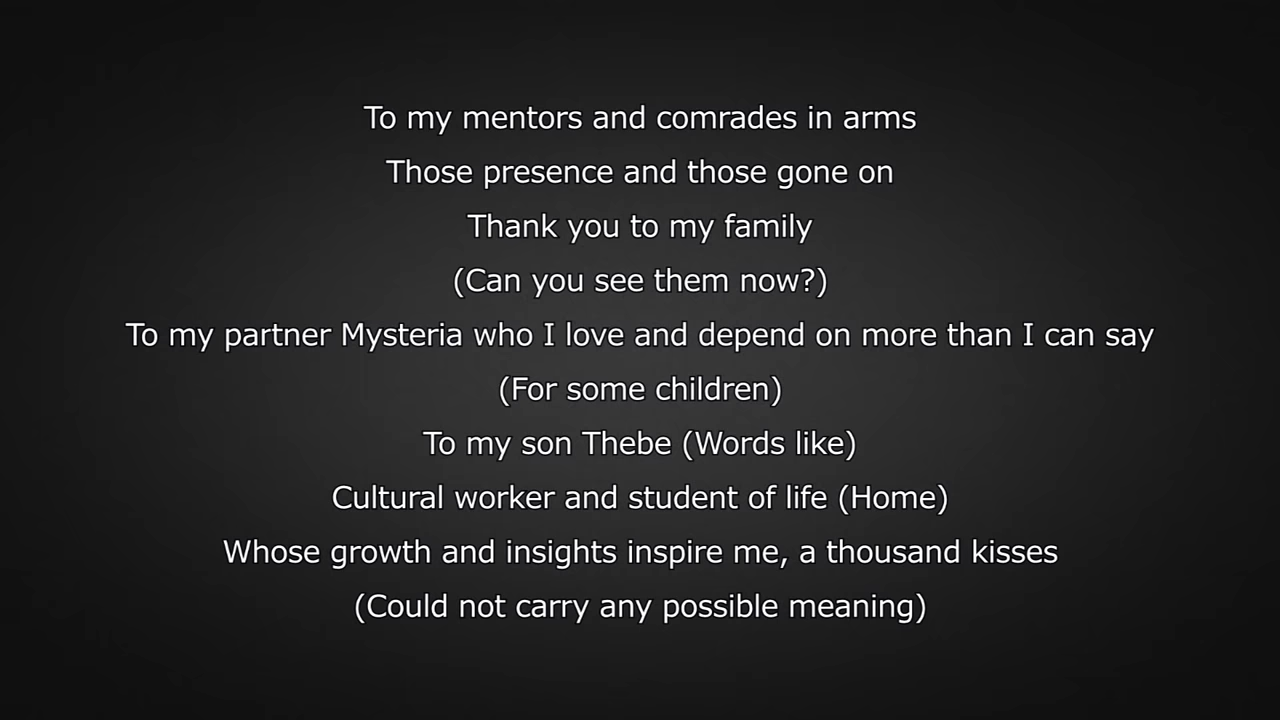 To my mentors and comrades in arms
Those presence and those gone on
Thank you to my family
(Can you see them now?)
To my partner Mysteria who I love and depend on more than I can say
(For some children)
To my son Thebe (Words like)
Cultural worker and student of life (Home)
Whose growth and insights inspire me, a thousand kisses
(Could not carry any possible meaning)